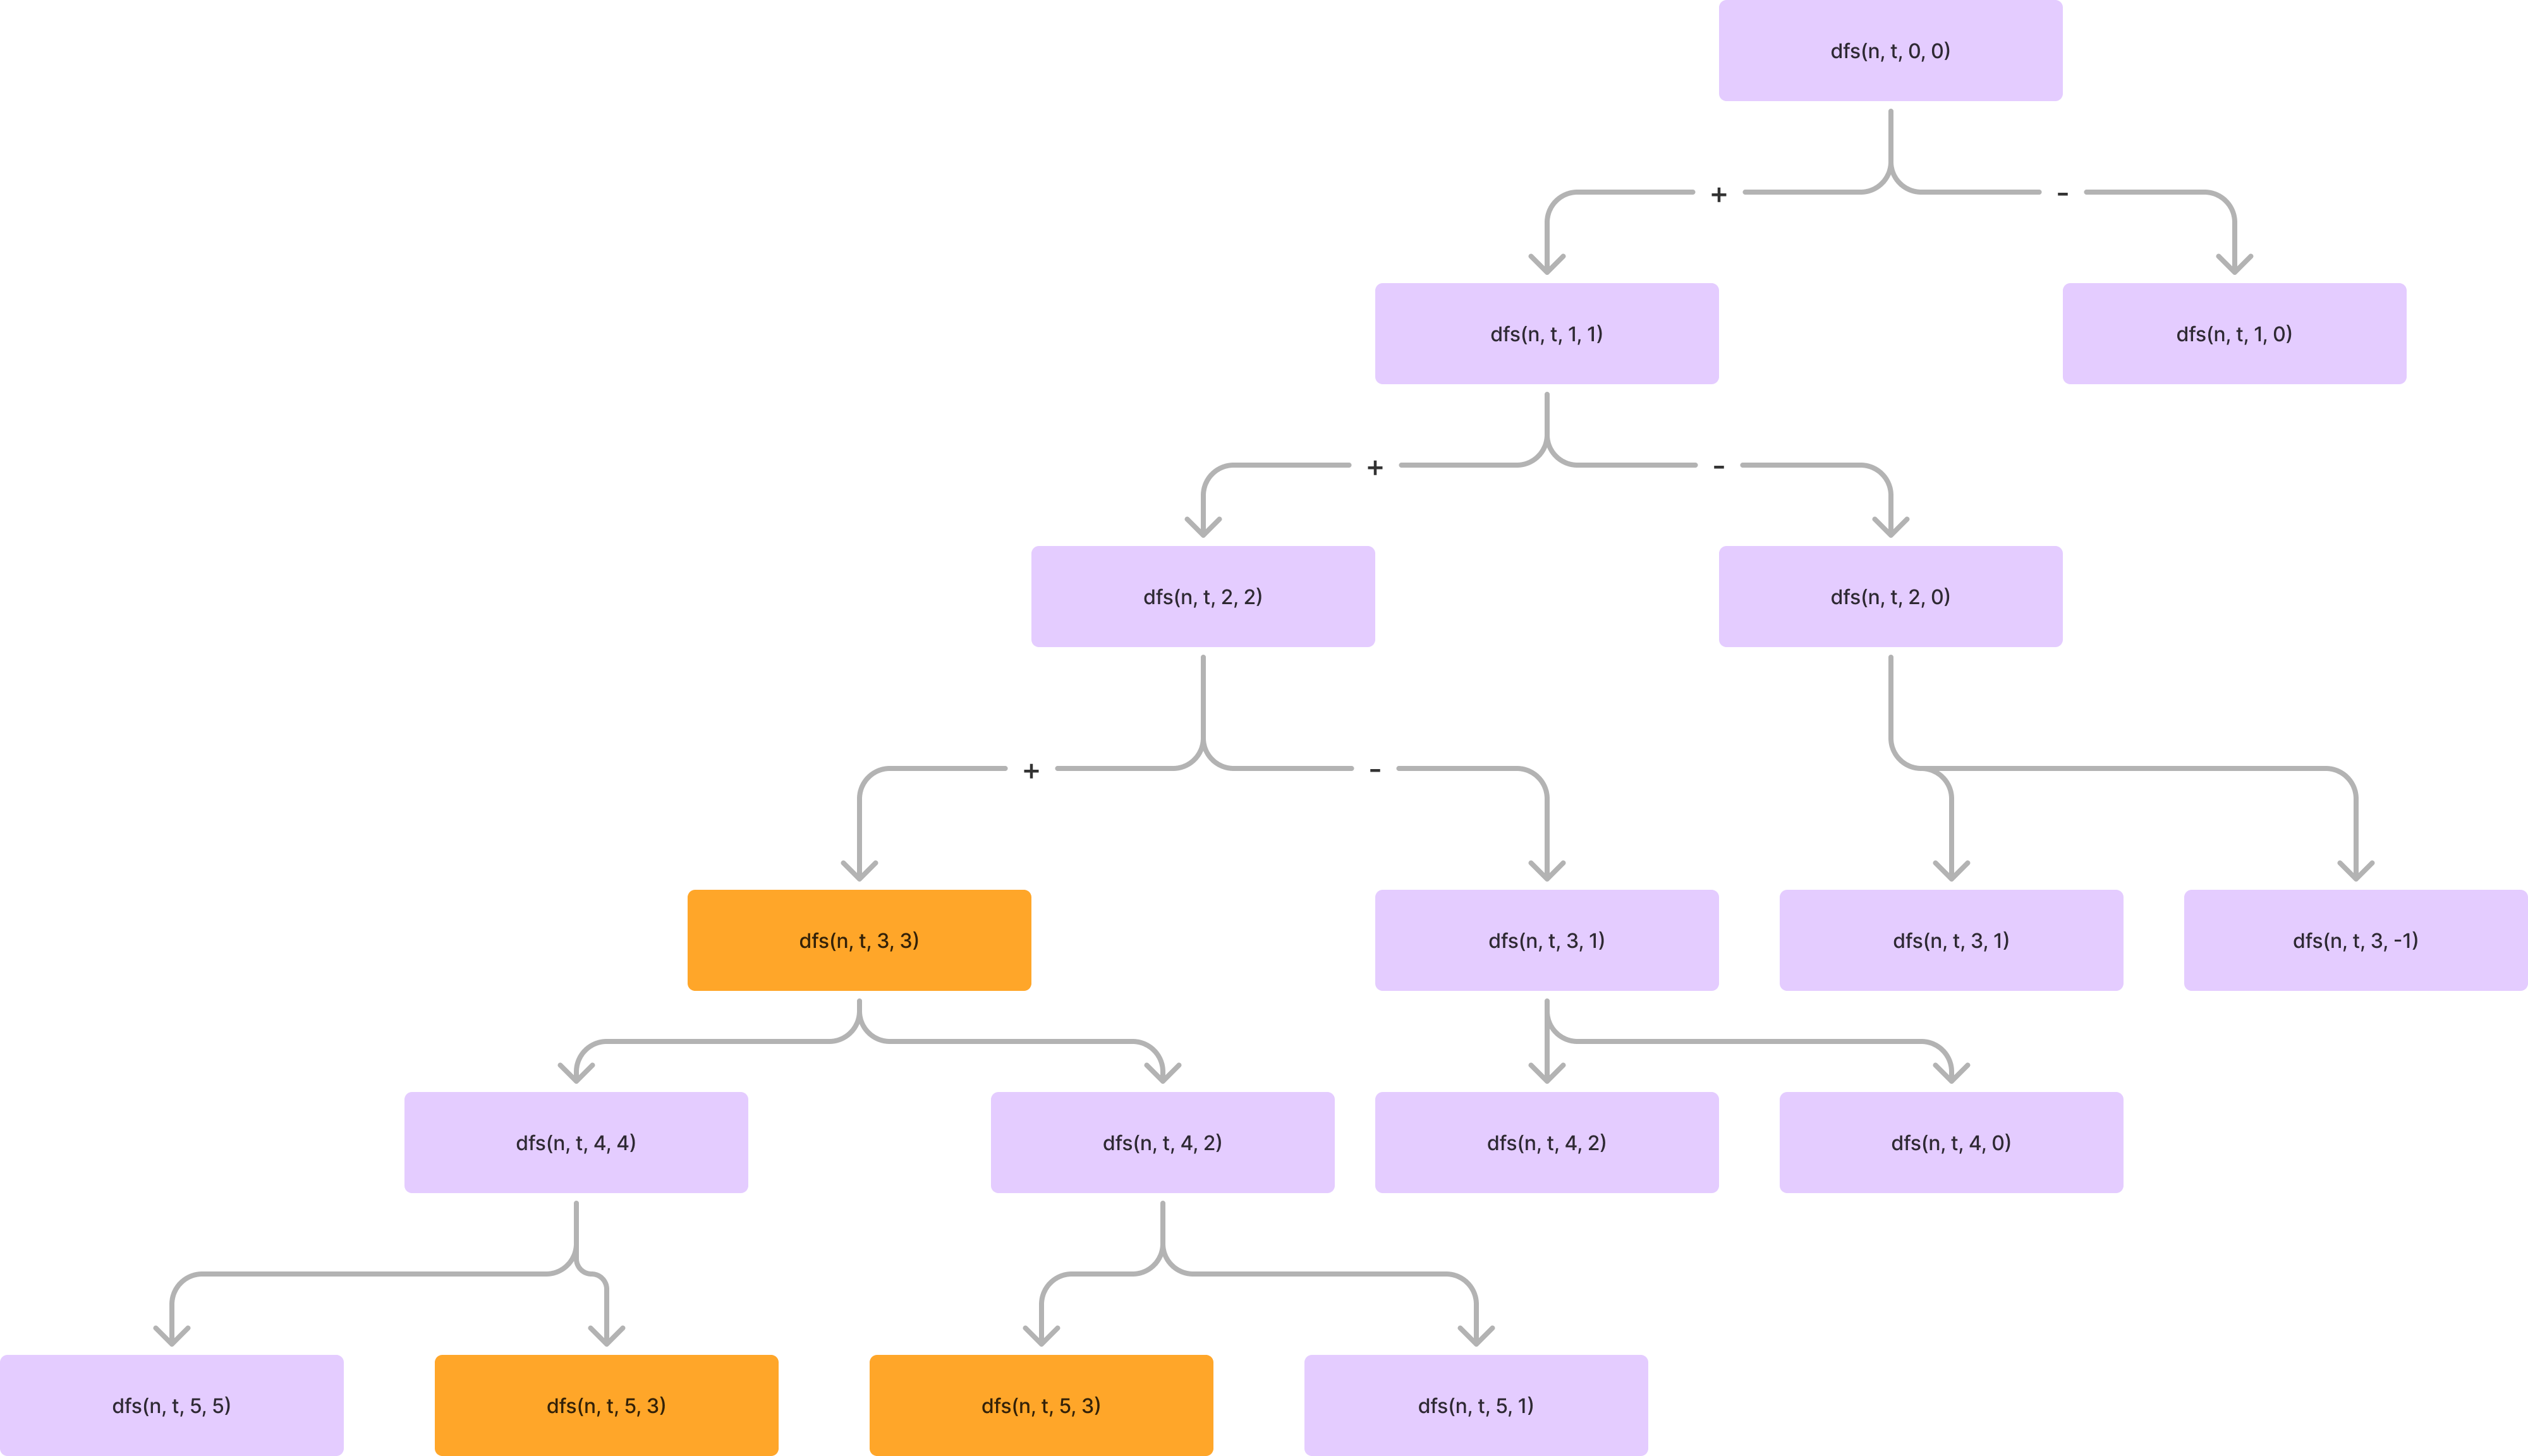 dfs(n, t, 0, 0)
+
-
dfs(n, t, 1, 1)
dfs(n, t, 1, 0)
+
-
dfs(n, t, 2, 2)
dfs(n, t, 2, 0)
+
-
dfs(n, t, 3, 3)
dfs(n, t, 3, 1)
dfs(n, t, 3, 1)
dfs(n, t, 3, -1)
dfs(n, t, 4, 4)
dfs(n, t, 4, 2)
dfs(n, t, 4, 2)
dfs(n, t, 4, 0)
dfs(n, t, 5, 5)
dfs(n, t, 5, 3)
dfs(n, t, 5, 3)
dfs(n, t, 5, 1)